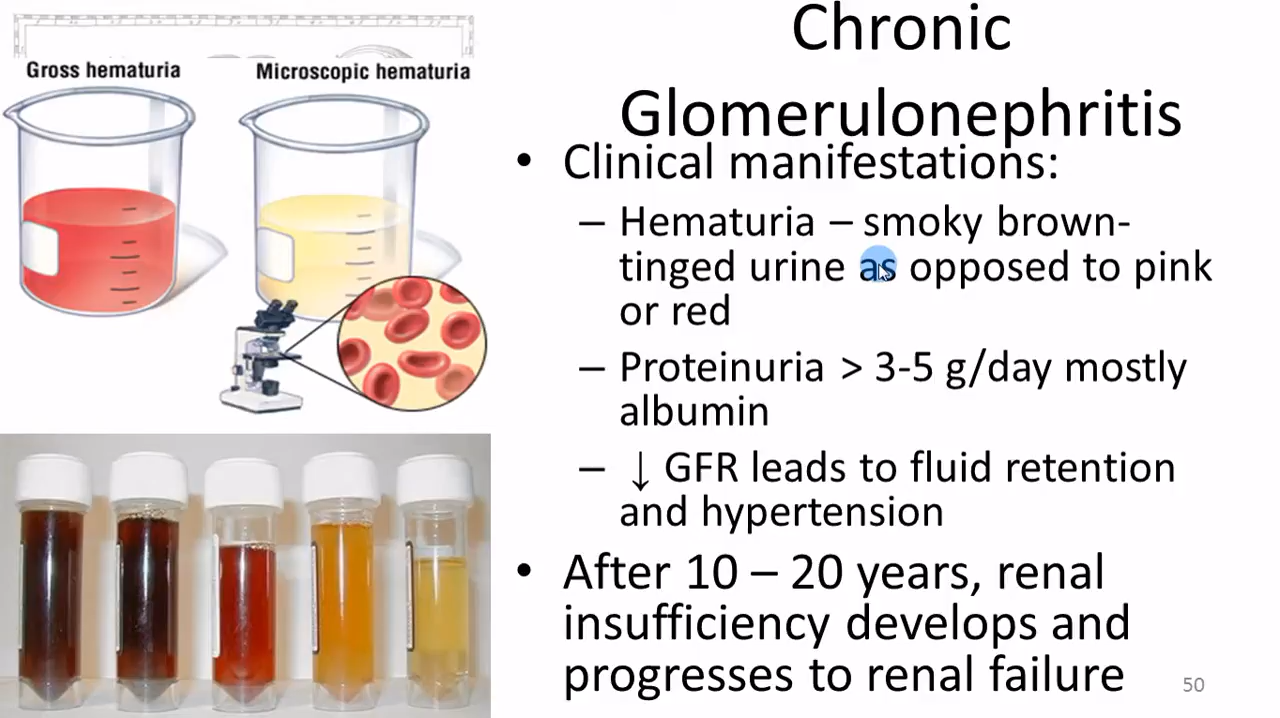 Gross hematuria
Microscopic hematuria
Chronic
Glomerulonephritis
• Clinical manifestations:
– Hematuria – smoky brown-
tinged urine as opposed to pink
or red
– Proteinuria > 3-5 g/day mostly
albumin
– ↓ GFR leads to fluid retention
and hypertension
• After 10 – 20 years, renal
insufficiency develops and
progresses to renal failure
50